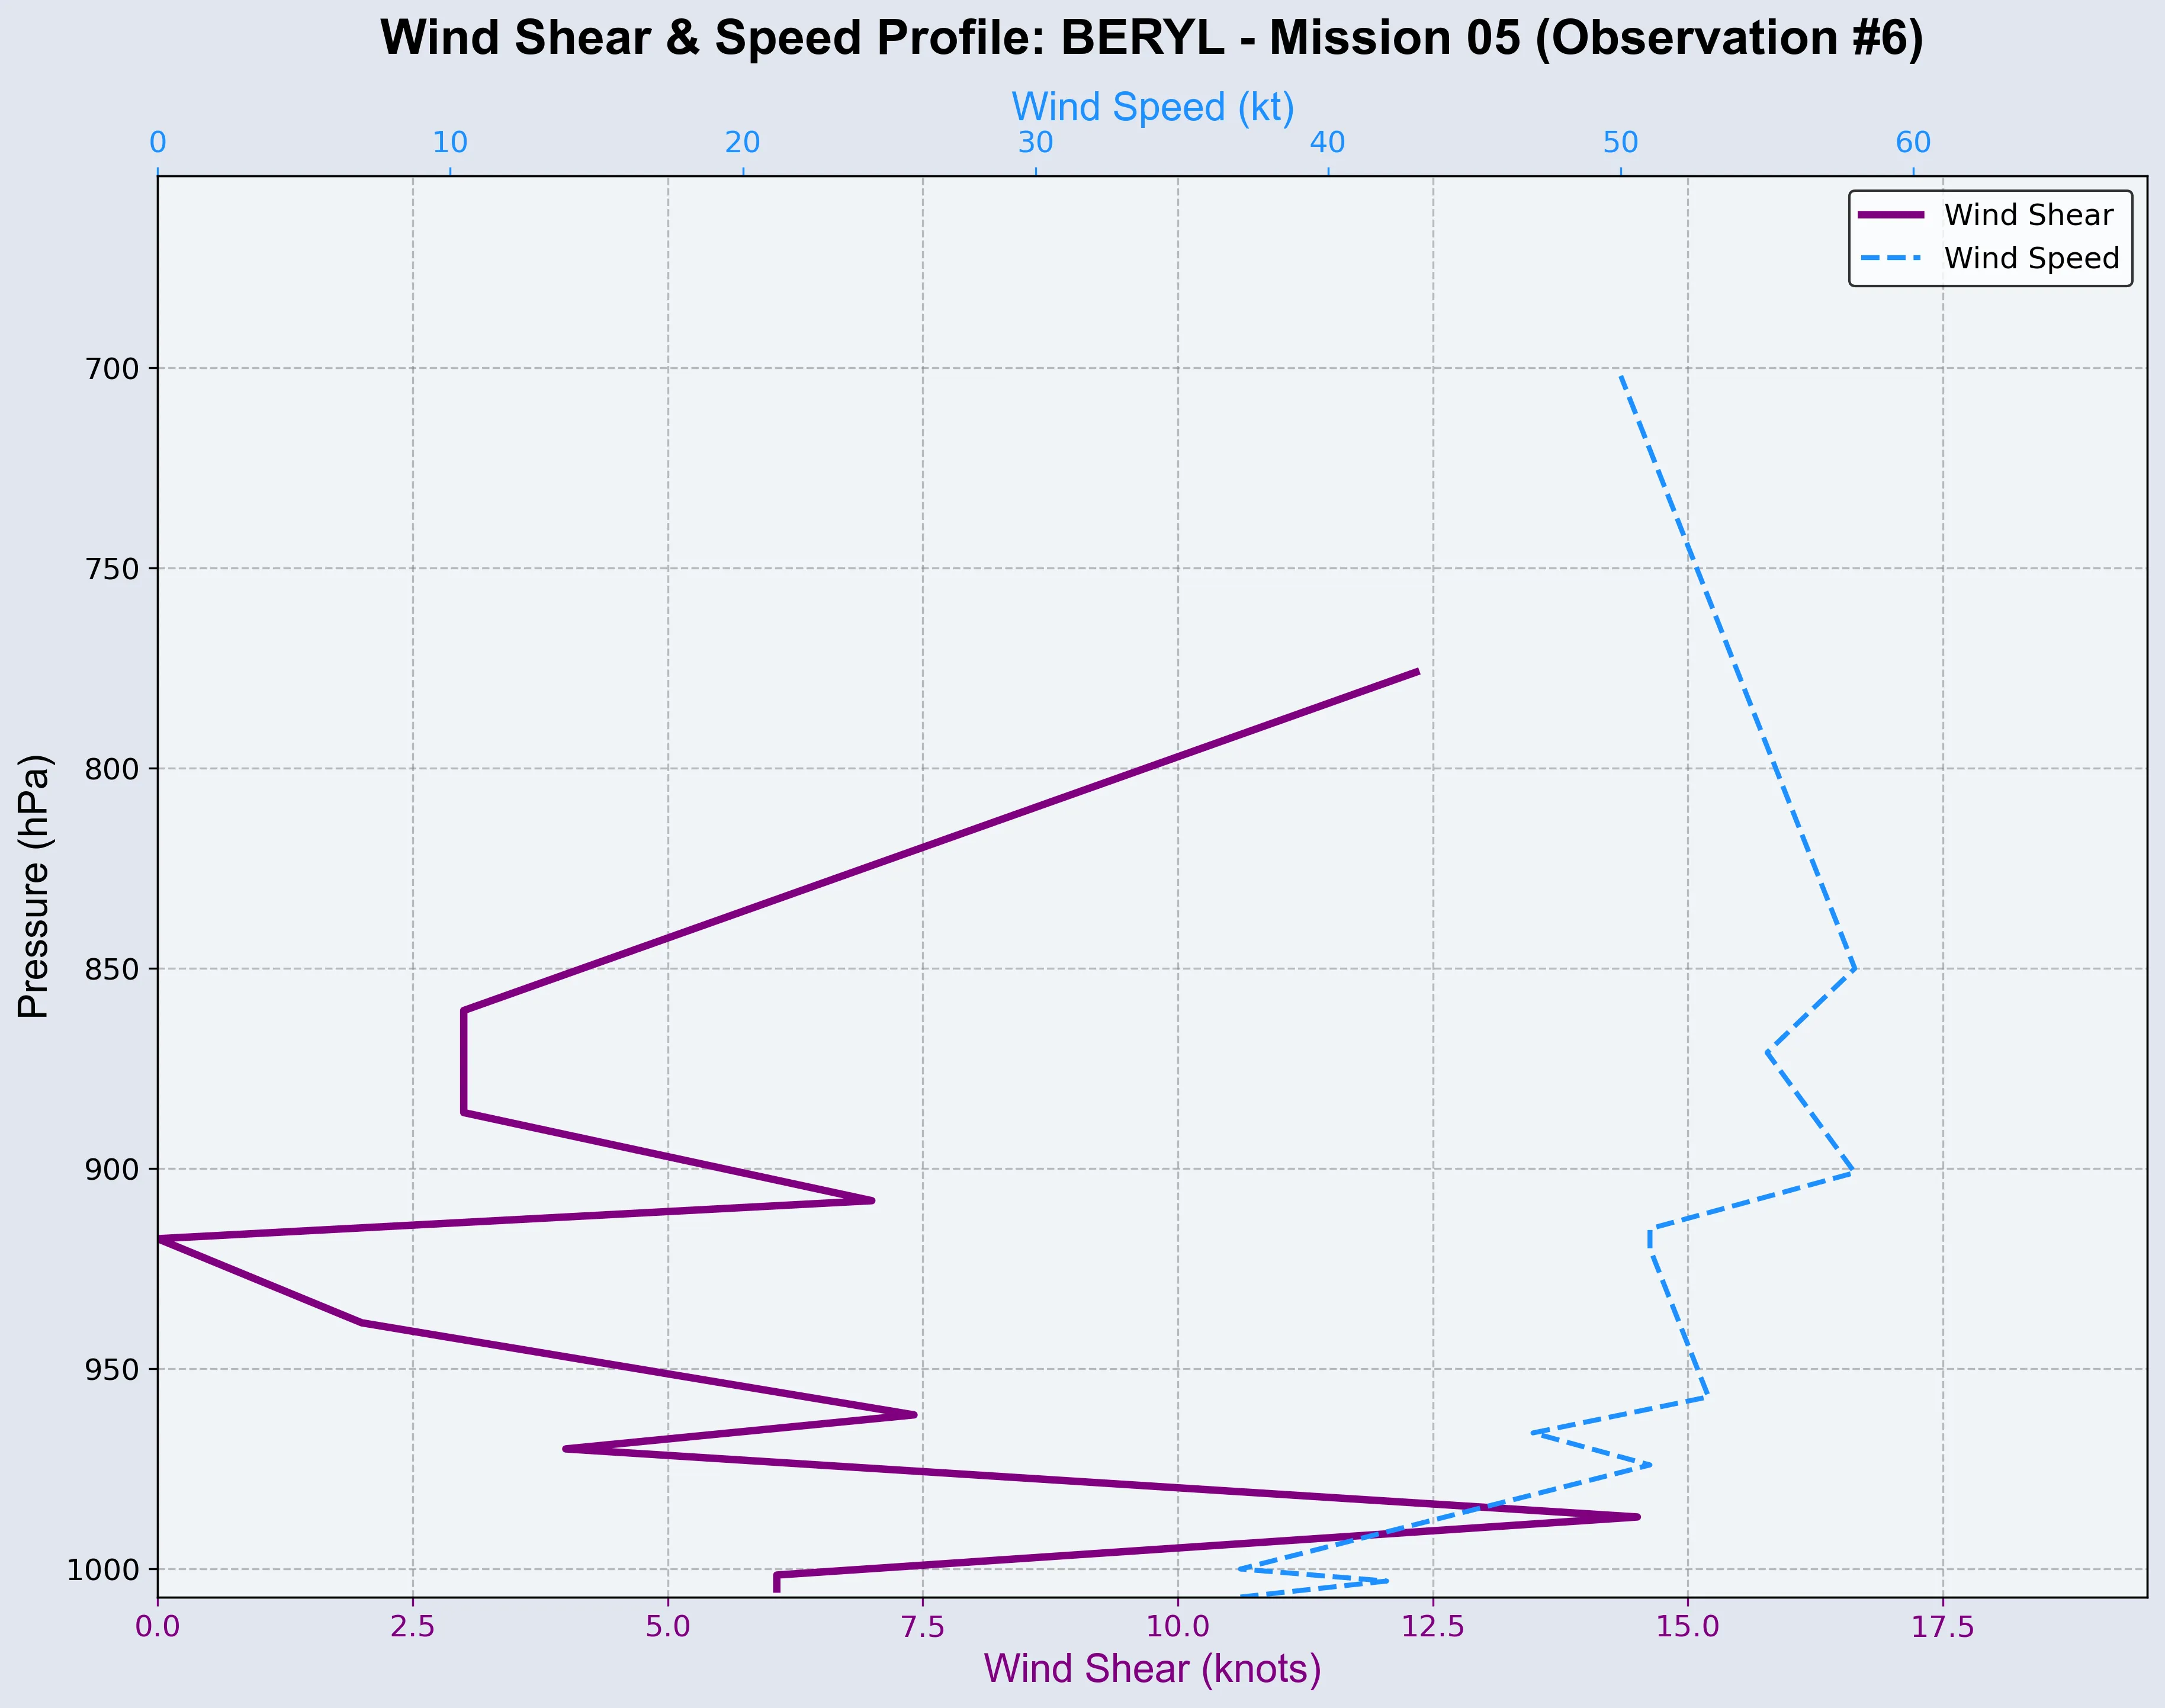 Wind Shear & Speed Profile: BERYL - Mission 05 (Observation #6)
Wind Speed (kt)
0 10 20 30 40 50 60
Wind Shear
Wind Speed
700
750
800
850
900
950
1000
Pressure (hPa)
0.0 2.5 5.0 7.5 10.0 12.5 15.0 17.5
Wind Shear (knots)